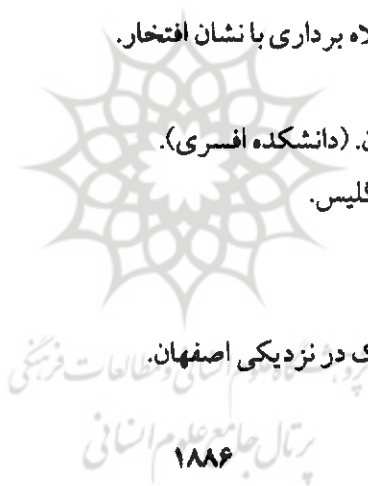 لاه برداری با نشان افتخار.
ن. (دانشکده افسری).
گلیس.
ک در نزدیکی اصفهان.
پژوهشگاه علوم انسانی و مطالعات فرهنگی
پرتال جامع علوم انسانی
۱۸۸۶